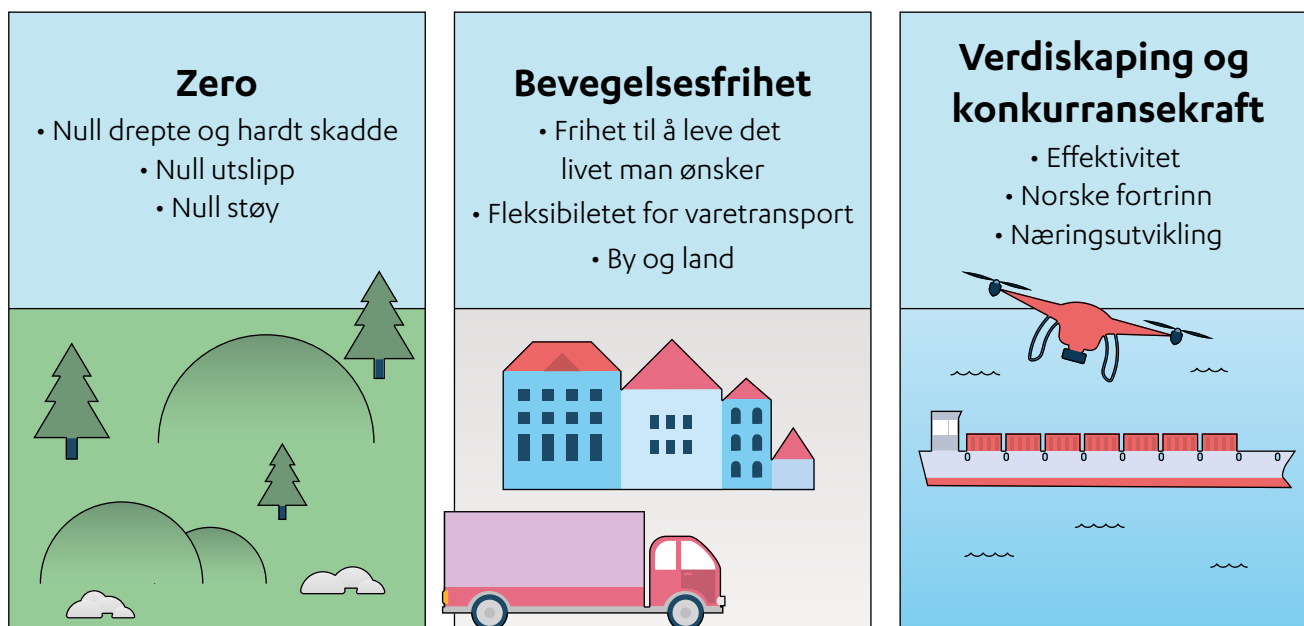 Zero
• Null drepte og hardt skadde
• Null utslipp
• Null støy
Bevegelsesfrihet
• Frihet til å leve det
livet man ønsker
• Fleksibiletet for varetransport
• By og land
Verdiskaping og
konkurransekraft
• Effektivitet
• Norske fortrinn
• Næringsutvikling